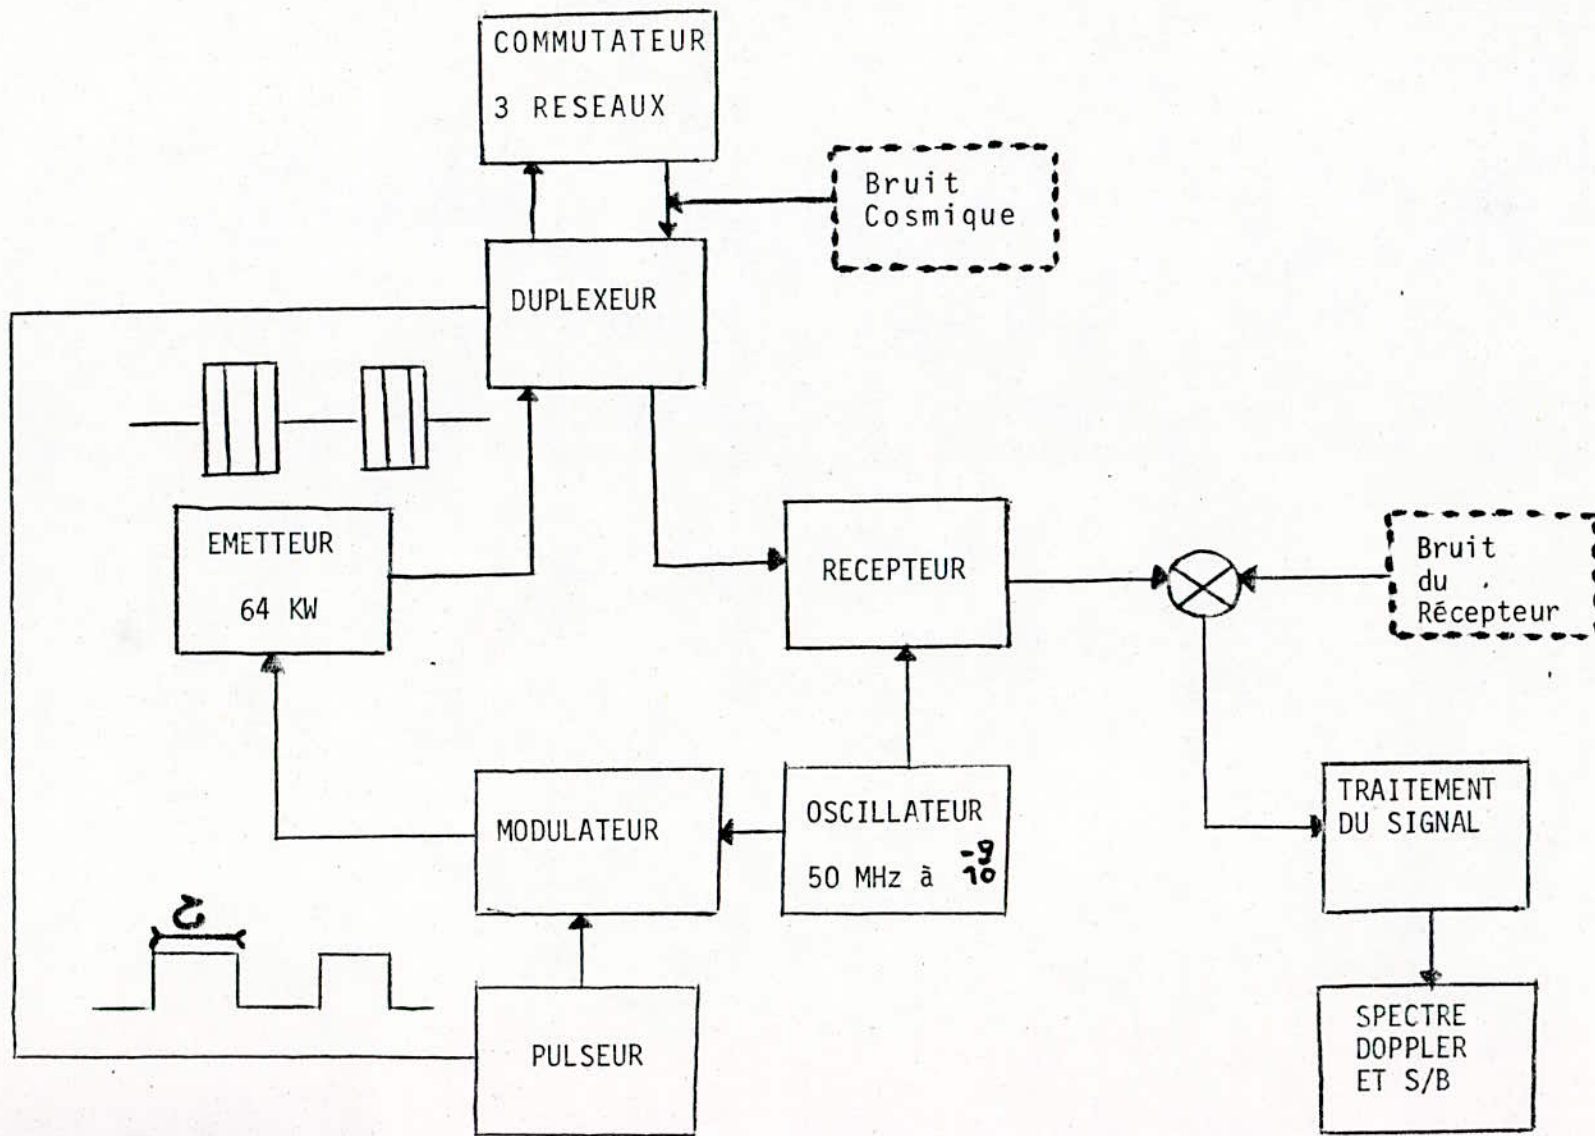 COMMUTATEUR
3 RESEAUX
Bruit
Cosmique
DUPLEXEUR
EMETTEUR
64 KW
RECEPTEUR
Bruit
du
Récepteur
MODULATEUR
OSCILLATEUR
50 MHz à 10⁻⁹
TRAITEMENT
DU SIGNAL
PULSEUR
SPECTRE
DOPPLER
ET S/B